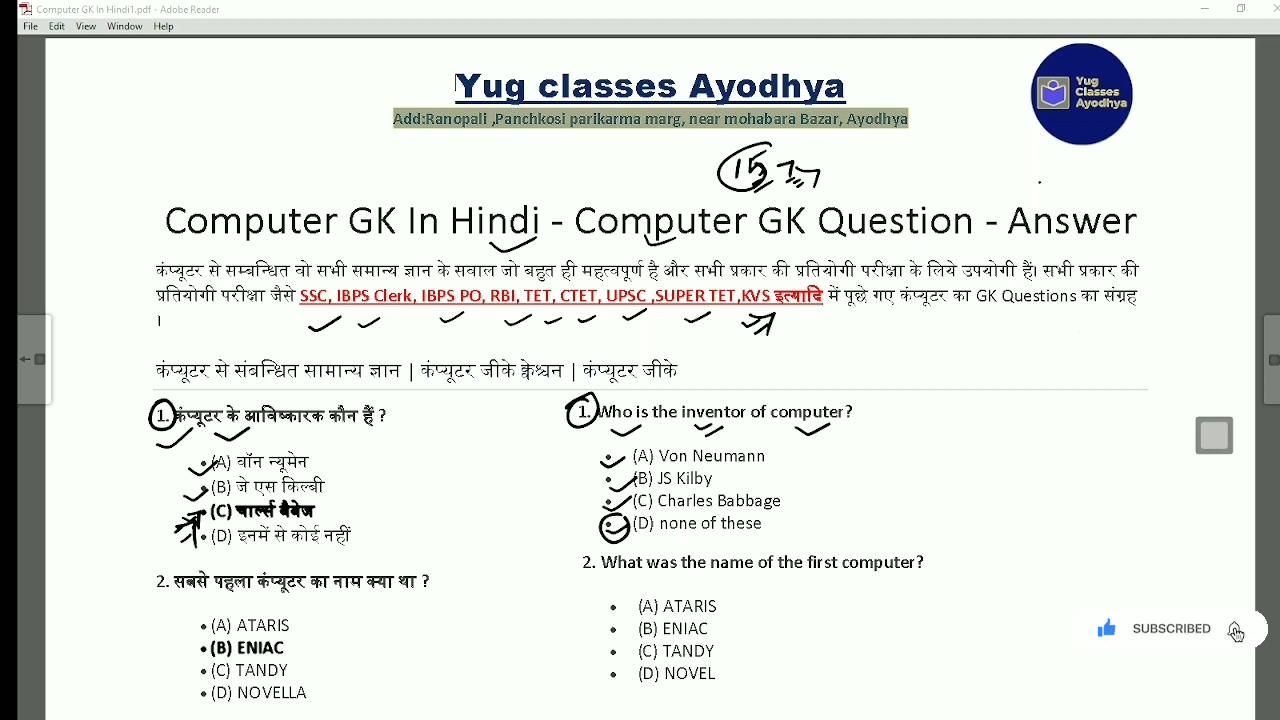 Computer GK In Hindi1.pdf - Adobe Reader
File Edit View Window Help
Yug classes Ayodhya
Add:Ranopali ,Panchkosi parikarma marg, near mohabara Bazar, Ayodhya
Yug
Classes
Ayodhya
15
Computer GK In Hindi - Computer GK Question - Answer
कंप्यूटर से सम्बन्धित वो सभी समान्य ज्ञान के सवाल जो बहुत ही महत्वपूर्ण है और सभी प्रकार की प्रतियोगी परीक्षा के लिये उपयोगी हैं। सभी प्रकार की
प्रतियोगी परीक्षा जैसे SSC, IBPS Clerk, IBPS PO, RBI, TET, CTET, UPSC ,SUPER TET,KVS इत्यादि में पूछे गए कंप्यूटर का GK Questions का संग्रह
।
कंप्यूटर से संबन्धित सामान्य ज्ञान | कंप्यूटर जीके क्वेश्चन | कंप्यूटर जीके
1. कंप्यूटर के आविष्कारक कौन हैं ?
(A) वॉन न्यूमेन
(B) जे एस किल्बी
(C) चार्ल्स बैबेज
(D) इनमें से कोई नहीं
2. सबसे पहला कंप्यूटर का नाम क्या था ?
(A) ATARIS
(B) ENIAC
(C) TANDY
(D) NOVELLA
1. Who is the inventor of computer?
(A) Von Neumann
(B) JS Kilby
(C) Charles Babbage
(D) none of these
2. What was the name of the first computer?
(A) ATARIS
(B) ENIAC
(C) TANDY
(D) NOVEL
SUBSCRIBED